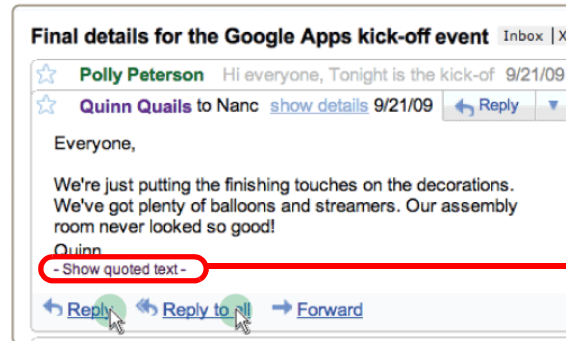 Final details for the Google Apps kick-off event Inbox | X
Polly Peterson Hi everyone, Tonight is the kick-of 9/21/09
Quinn Quails to Nanc show details 9/21/09 Reply
Everyone,
We're just putting the finishing touches on the decorations.
We've got plenty of balloons and streamers. Our assembly
room never looked so good!
Quinn
- Show quoted text -
Reply Reply to all Forward